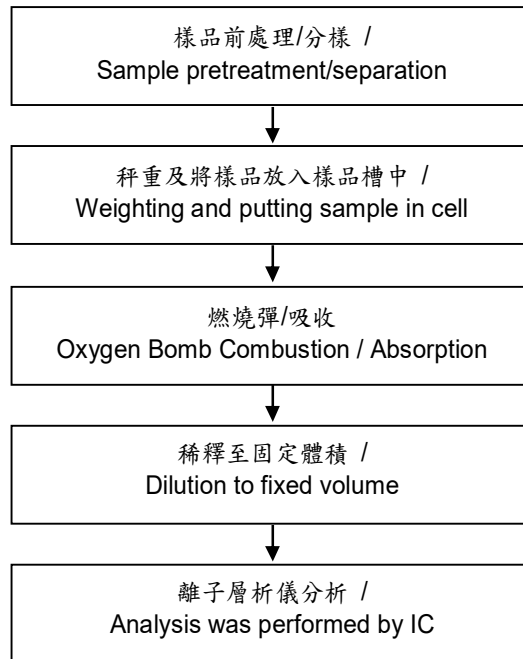 樣品前處理/分樣 /
Sample pretreatment/separation
秤重及將樣品放入樣品槽中 /
Weighting and putting sample in cell
燃燒彈/吸收
Oxygen Bomb Combustion / Absorption
稀釋至固定體積 /
Dilution to fixed volume
離子層析儀分析 /
Analysis was performed by IC